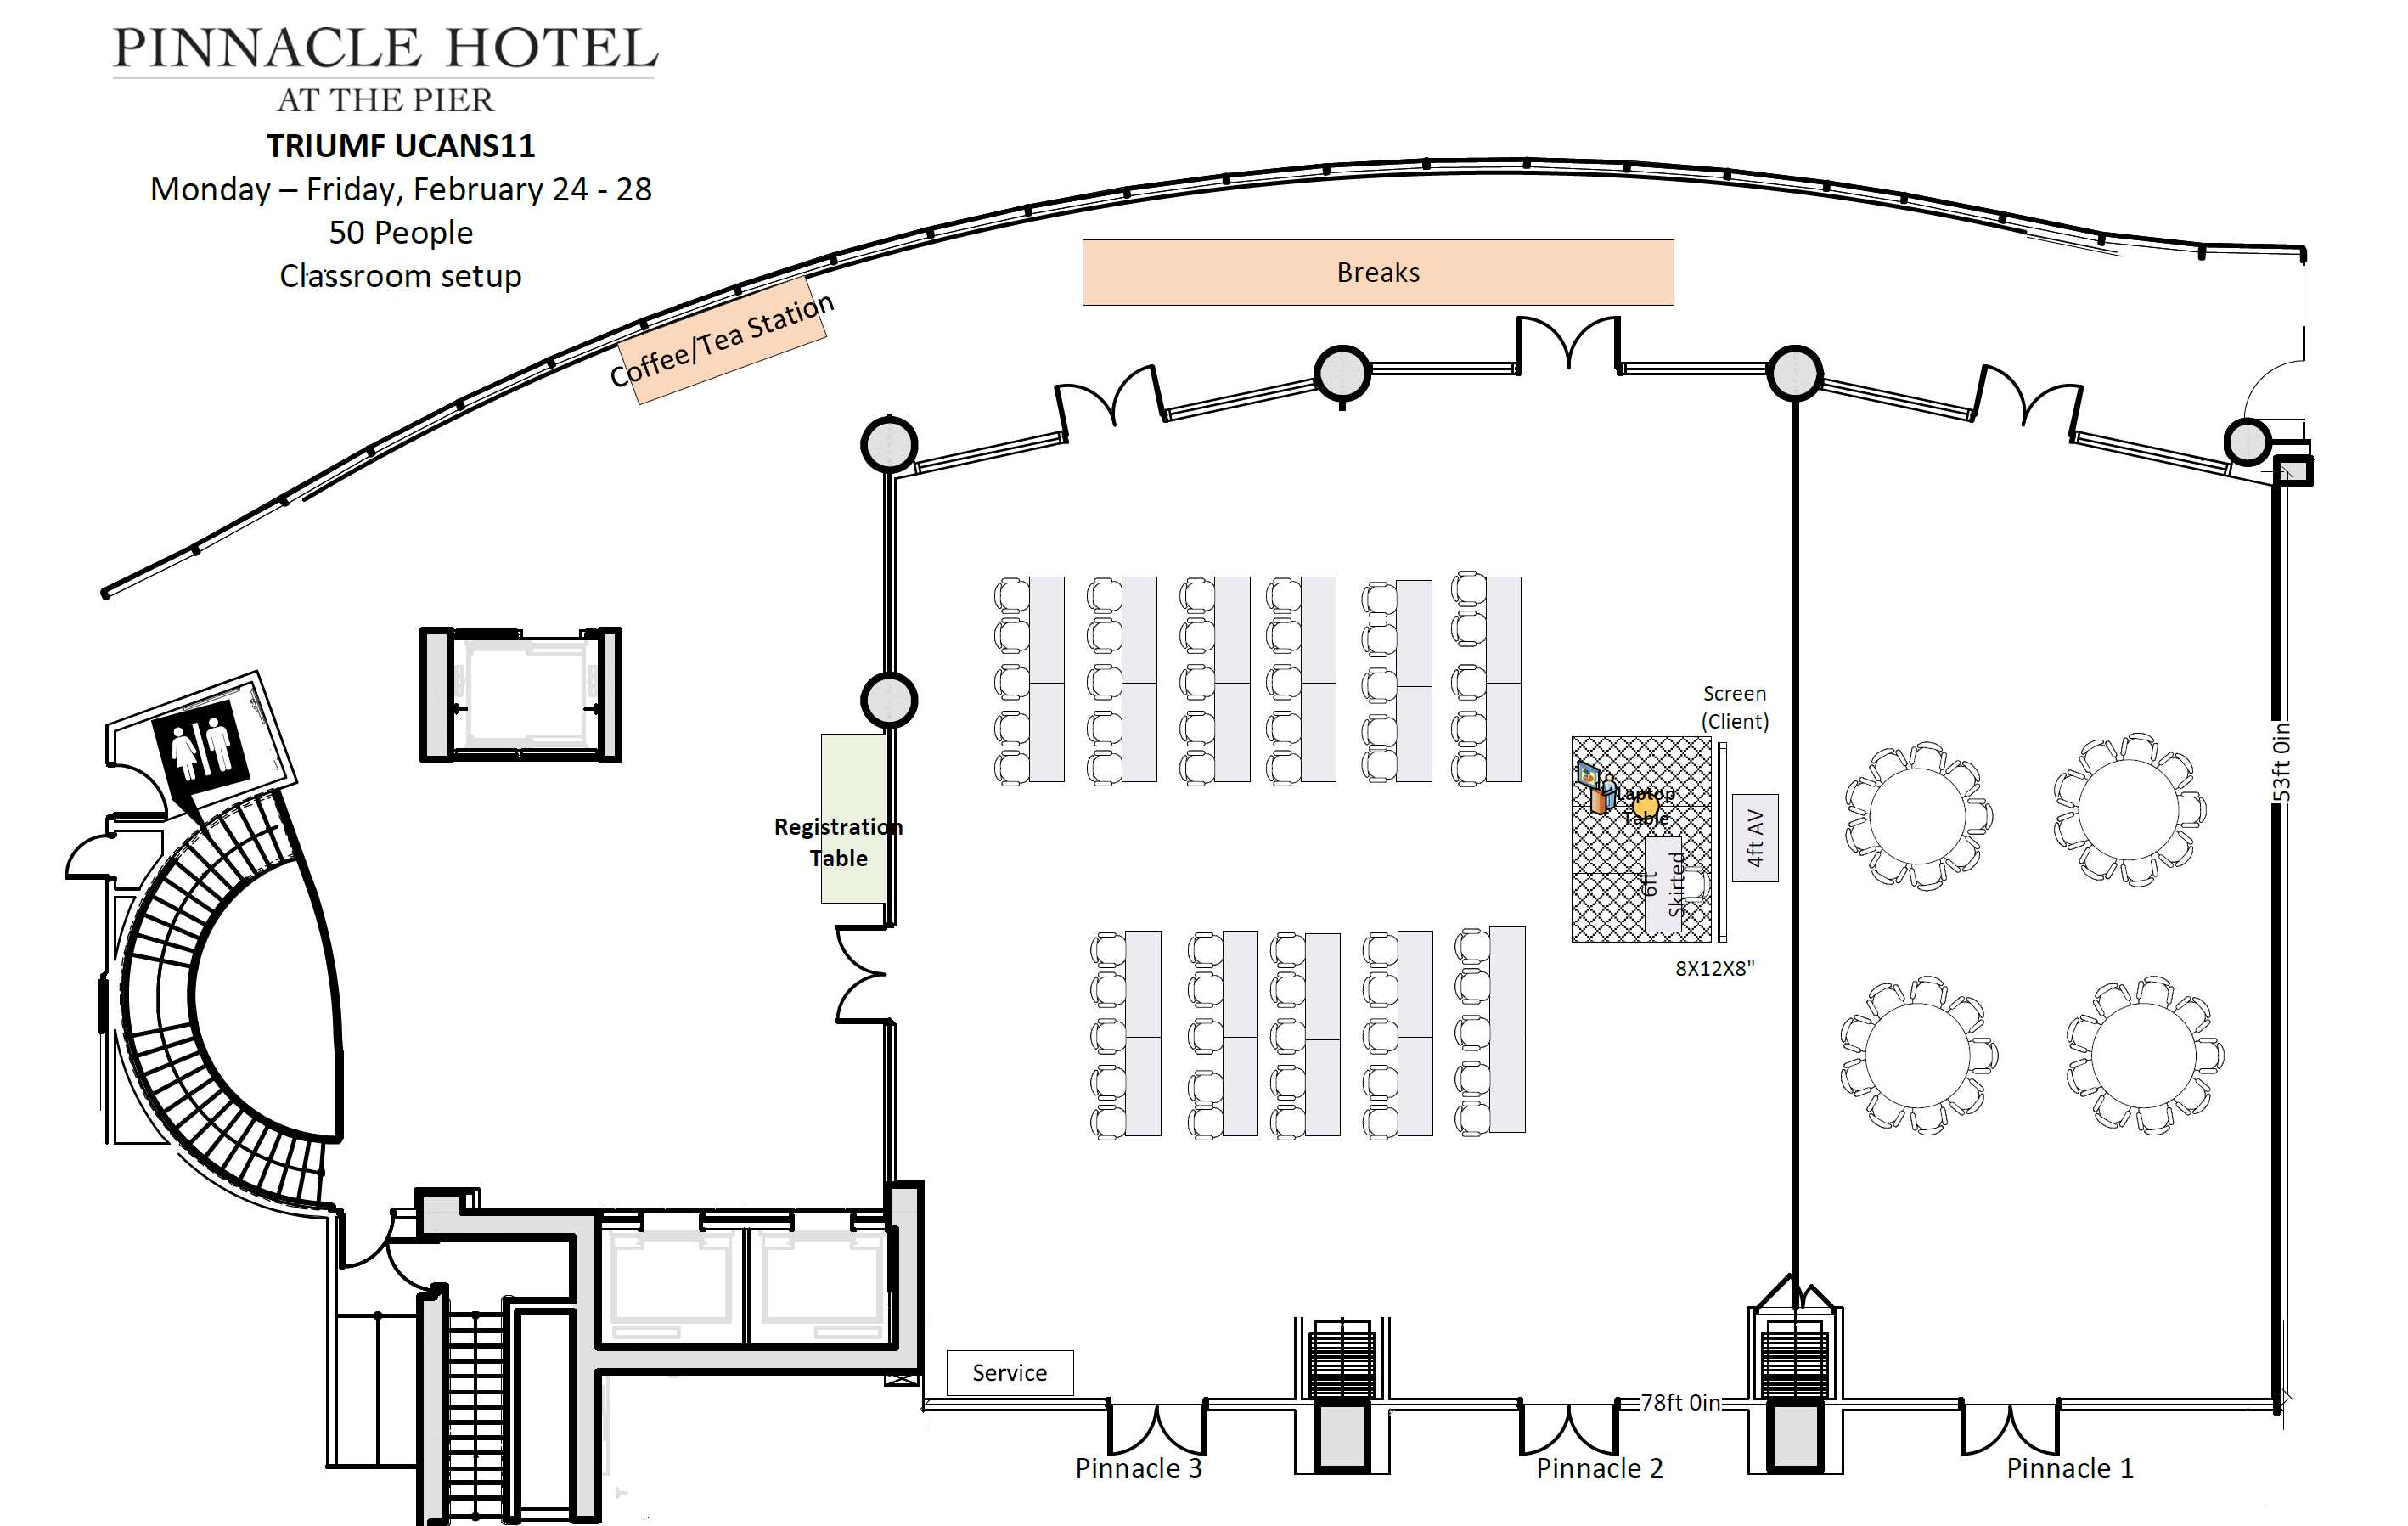 PINNACLE HOTEL
AT THE PIER
TRIUMF UCANS11
Monday – Friday, February 24 - 28
50 People
Classroom setup
Breaks
Coffee/Tea Station
Screen
(Client)
Laptop
Table
4ft AV
6ft
Skirted
8X12X8"
Registration
Table
53ft 0in
Service
78ft 0in
Pinnacle 3
Pinnacle 2
Pinnacle 1